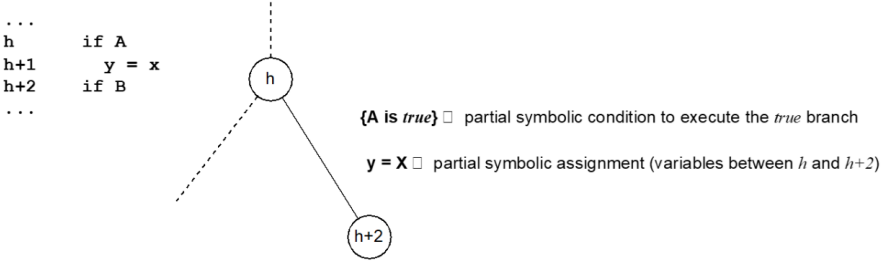 ...
h if A
h+1 y = x
h+2 if B
...
h
{A is true} □ partial symbolic condition to execute the true branch
y = X □ partial symbolic assignment (variables between h and h+2)
h+2